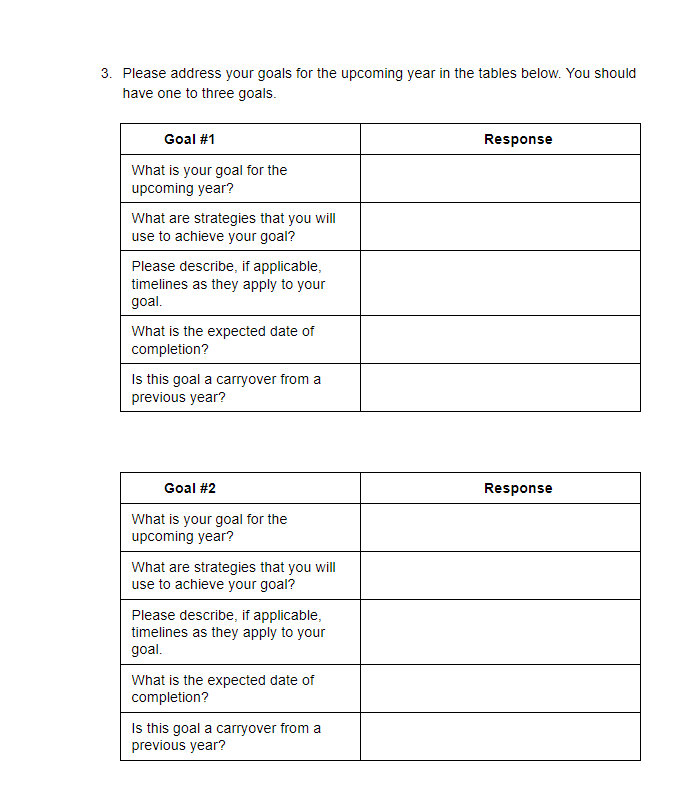 3. Please address your goals for the upcoming year in the tables below. You should
have one to three goals.
Goal #1 Response
What is your goal for the
upcoming year?
What are strategies that you will
use to achieve your goal?
Please describe, if applicable,
timelines as they apply to your
goal.
What is the expected date of
completion?
Is this goal a carryover from a
previous year?
Goal #2 Response
What is your goal for the
upcoming year?
What are strategies that you will
use to achieve your goal?
Please describe, if applicable,
timelines as they apply to your
goal.
What is the expected date of
completion?
Is this goal a carryover from a
previous year?